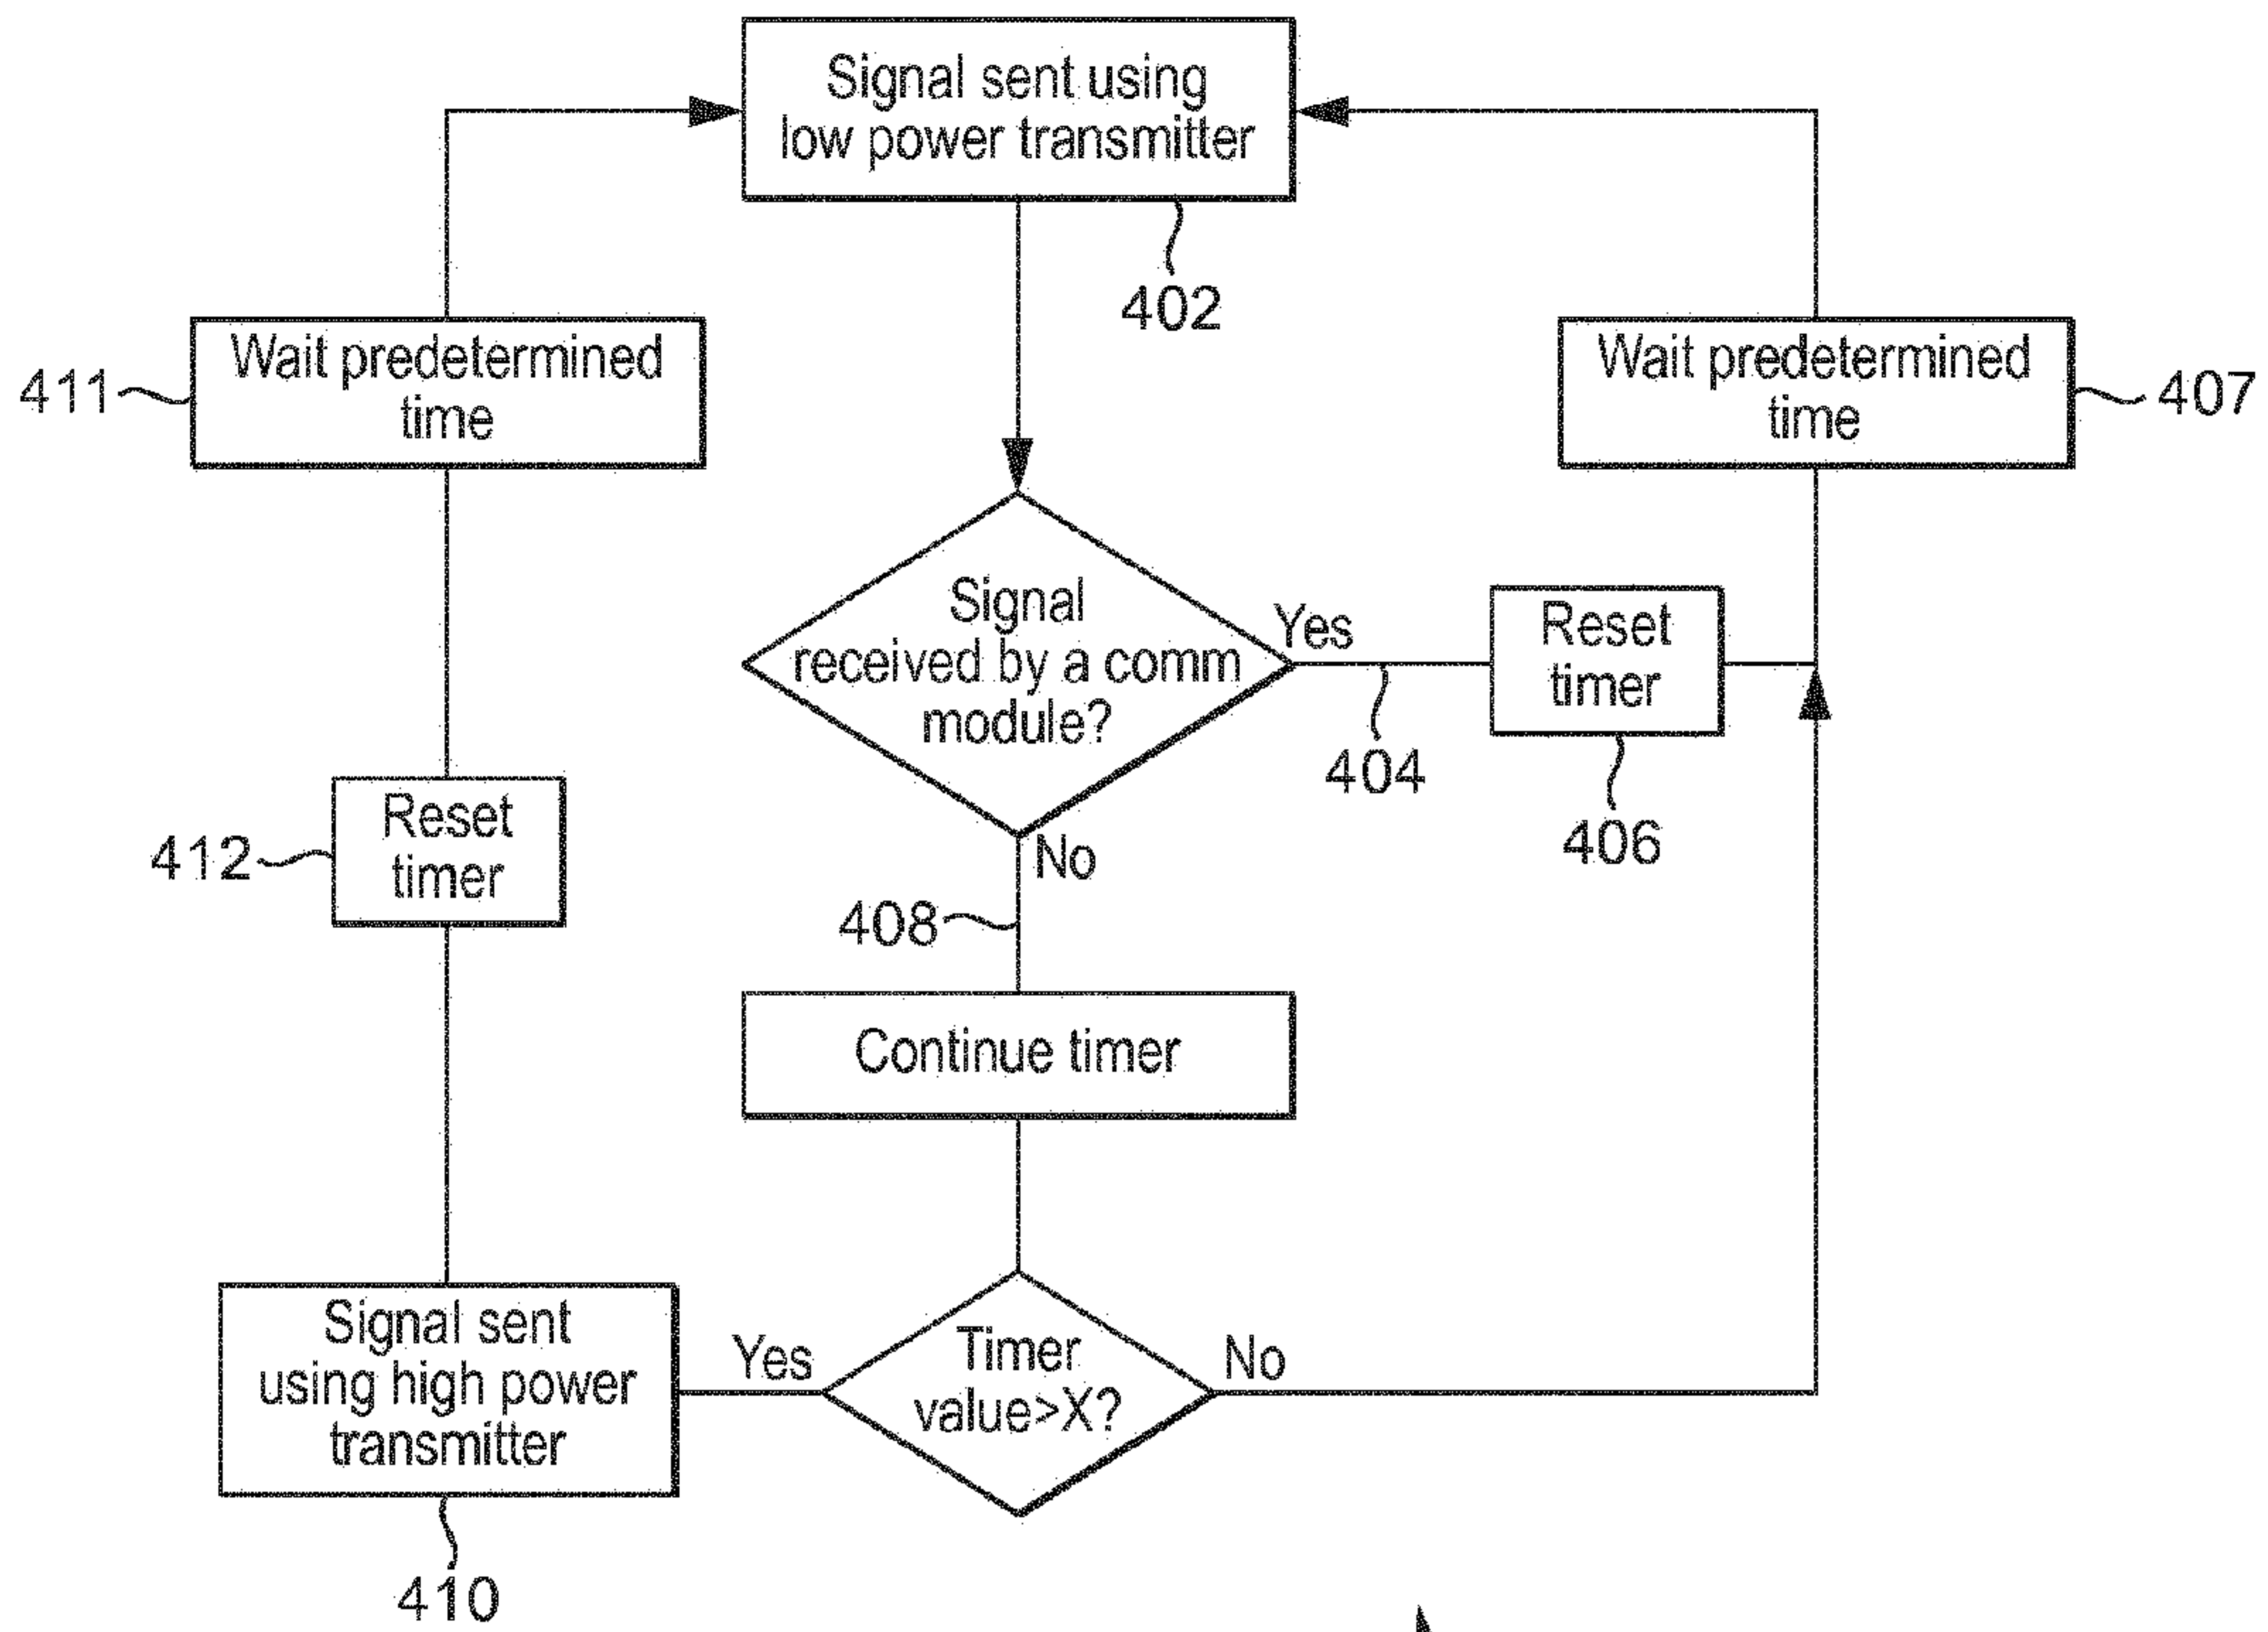 Signal sent using
low power transmitter
402
Wait predetermined
time
411
Wait predetermined
time
407
Signal
received by a comm
module?
Yes
404
Reset
timer
406
No
408
Reset
timer
412
Continue timer
Signal sent
using high power
transmitter
410
Yes
Timer
value>X?
No